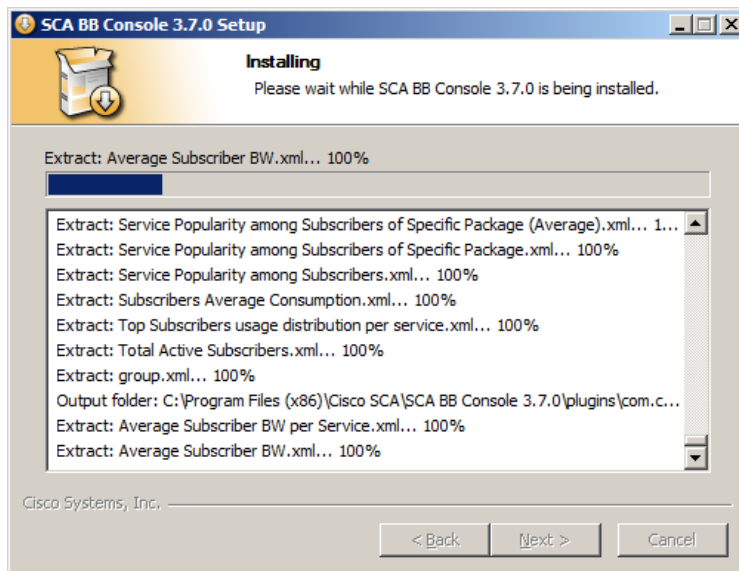 SCA BB Console 3.7.0 Setup
Installing
Please wait while SCA BB Console 3.7.0 is being installed.
Extract: Average Subscriber BW.xml... 100%
Extract: Service Popularity among Subscribers of Specific Package (Average).xml... 1...
Extract: Service Popularity among Subscribers of Specific Package.xml... 100%
Extract: Service Popularity among Subscribers.xml... 100%
Extract: Subscribers Average Consumption.xml... 100%
Extract: Top Subscribers usage distribution per service.xml... 100%
Extract: Total Active Subscribers.xml... 100%
Extract: group.xml... 100%
Output folder: C:\Program Files (x86)\Cisco SCA\SCA BB Console 3.7.0\plugins\com.c...
Extract: Average Subscriber BW per Service.xml... 100%
Extract: Average Subscriber BW.xml... 100%
Cisco Systems, Inc.
< Back Next > Cancel